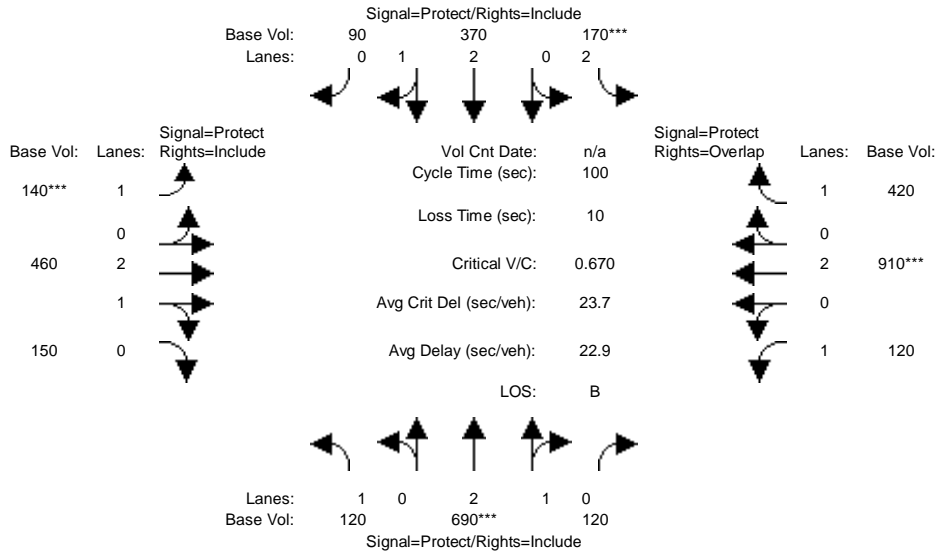 Signal=Protect/Rights=Include
Base Vol: 90 370 170***
Lanes: 0 1 2 0 2
Signal=Protect
Base Vol: Lanes: Rights=Include
Vol Cnt Date: n/a
Signal=Protect
Rights=Overlap Lanes: Base Vol:
Cycle Time (sec): 100
140*** 1
1 420
Loss Time (sec): 10
0
0
460 2
Critical V/C: 0.670
2 910***
1
Avg Crit Del (sec/veh): 23.7
0
150 0
Avg Delay (sec/veh): 22.9
1 120
LOS: B
Lanes: 1 0 2 1 0
Base Vol: 120 690*** 120
Signal=Protect/Rights=Include